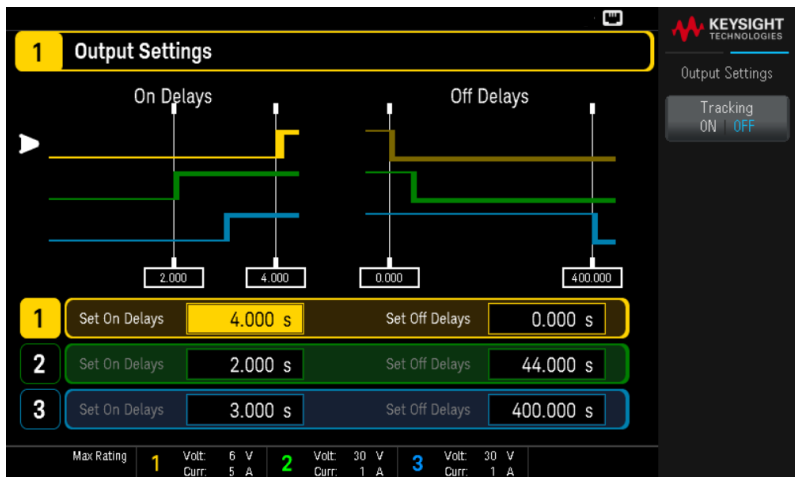 KEYSIGHT
TECHNOLOGIES
1 Output Settings
Output Settings
On Delays Off Delays
Tracking
ON | OFF
2.000 4.000 0.000 400.000
1 Set On Delays 4.000 s Set Off Delays 0.000 s
2 Set On Delays 2.000 s Set Off Delays 44.000 s
3 Set On Delays 3.000 s Set Off Delays 400.000 s
Max Rating 1 Volt: 6 V 2 Volt: 30 V 3 Volt: 30 V
Curr: 5 A Curr: 1 A Curr: 1 A